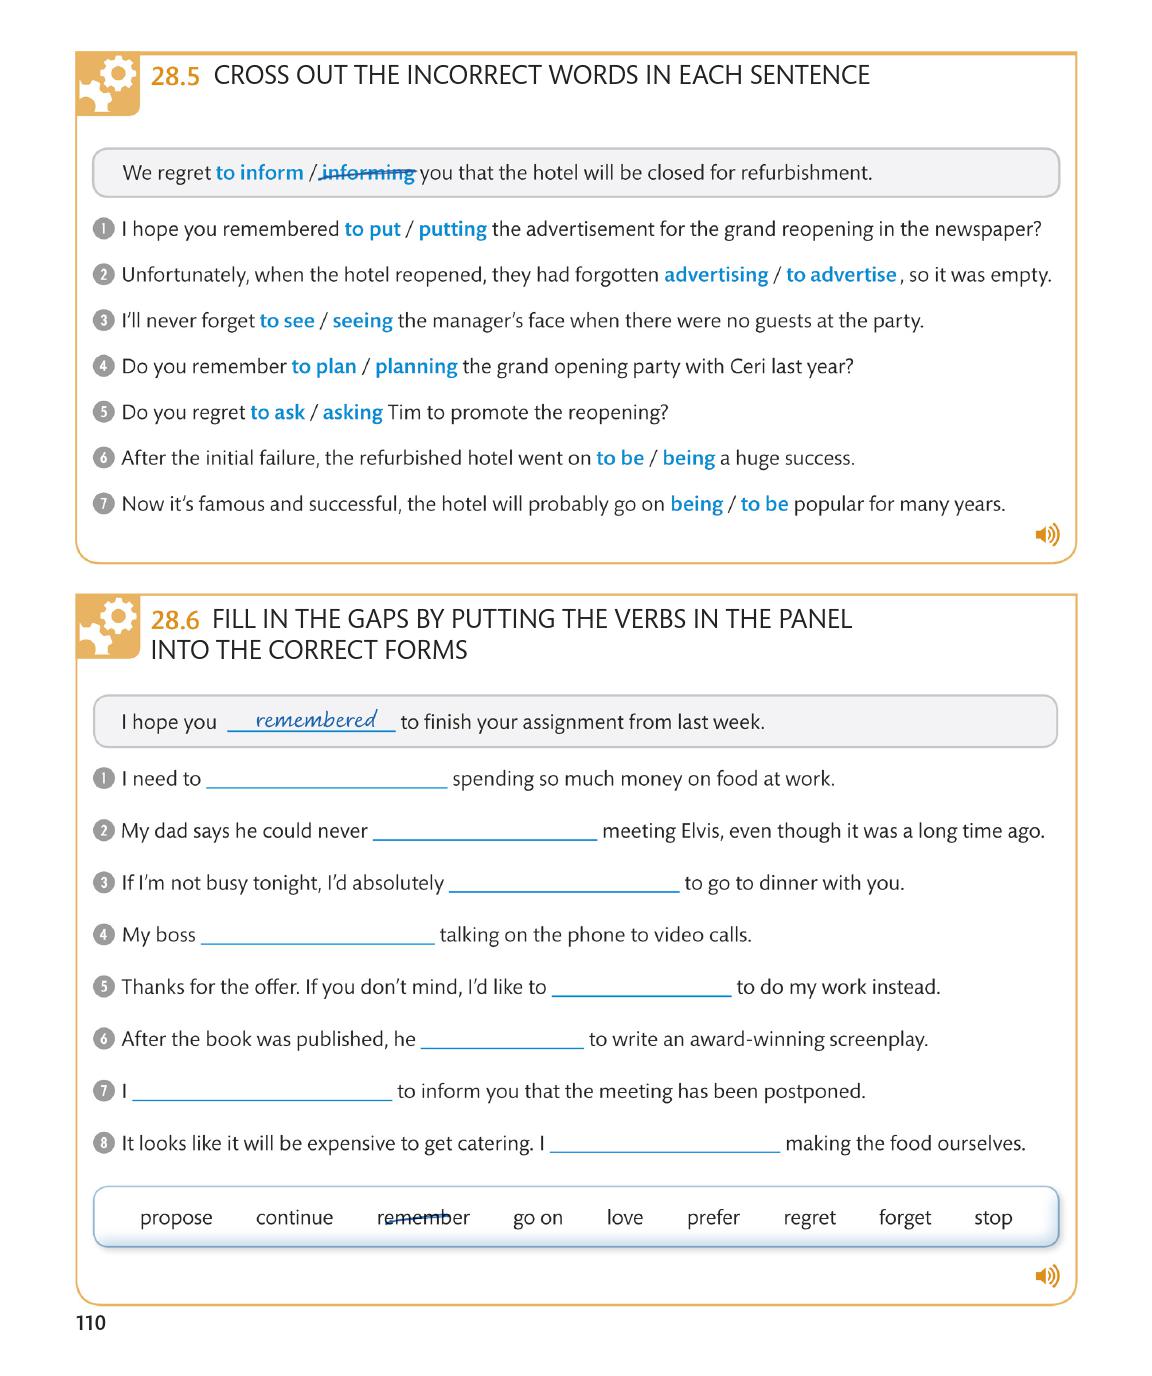 28.5 CROSS OUT THE INCORRECT WORDS IN EACH SENTENCE
We regret to inform / informing you that the hotel will be closed for refurbishment.
1 I hope you remembered to put / putting the advertisement for the grand reopening in the newspaper?
2 Unfortunately, when the hotel reopened, they had forgotten advertising / to advertise, so it was empty.
3 I'll never forget to see / seeing the manager's face when there were no guests at the party.
4 Do you remember to plan / planning the grand opening party with Ceri last year?
5 Do you regret to ask / asking Tim to promote the reopening?
6 After the initial failure, the refurbished hotel went on to be / being a huge success.
7 Now it's famous and successful, the hotel will probably go on being / to be popular for many years.
28.6 FILL IN THE GAPS BY PUTTING THE VERBS IN THE PANEL
INTO THE CORRECT FORMS
I hope you remembered to finish your assignment from last week.
1 I need to ____ spending so much money on food at work.
2 My dad says he could never ____ meeting Elvis, even though it was a long time ago.
3 If I'm not busy tonight, I'd absolutely ____ to go to dinner with you.
4 My boss ____ talking on the phone to video calls.
5 Thanks for the offer. If you don't mind, I'd like to ____ to do my work instead.
6 After the book was published, he ____ to write an award-winning screenplay.
7 I ____ to inform you that the meeting has been postponed.
8 It looks like it will be expensive to get catering. I ____ making the food ourselves.
propose continue remember go on love prefer regret forget stop
110